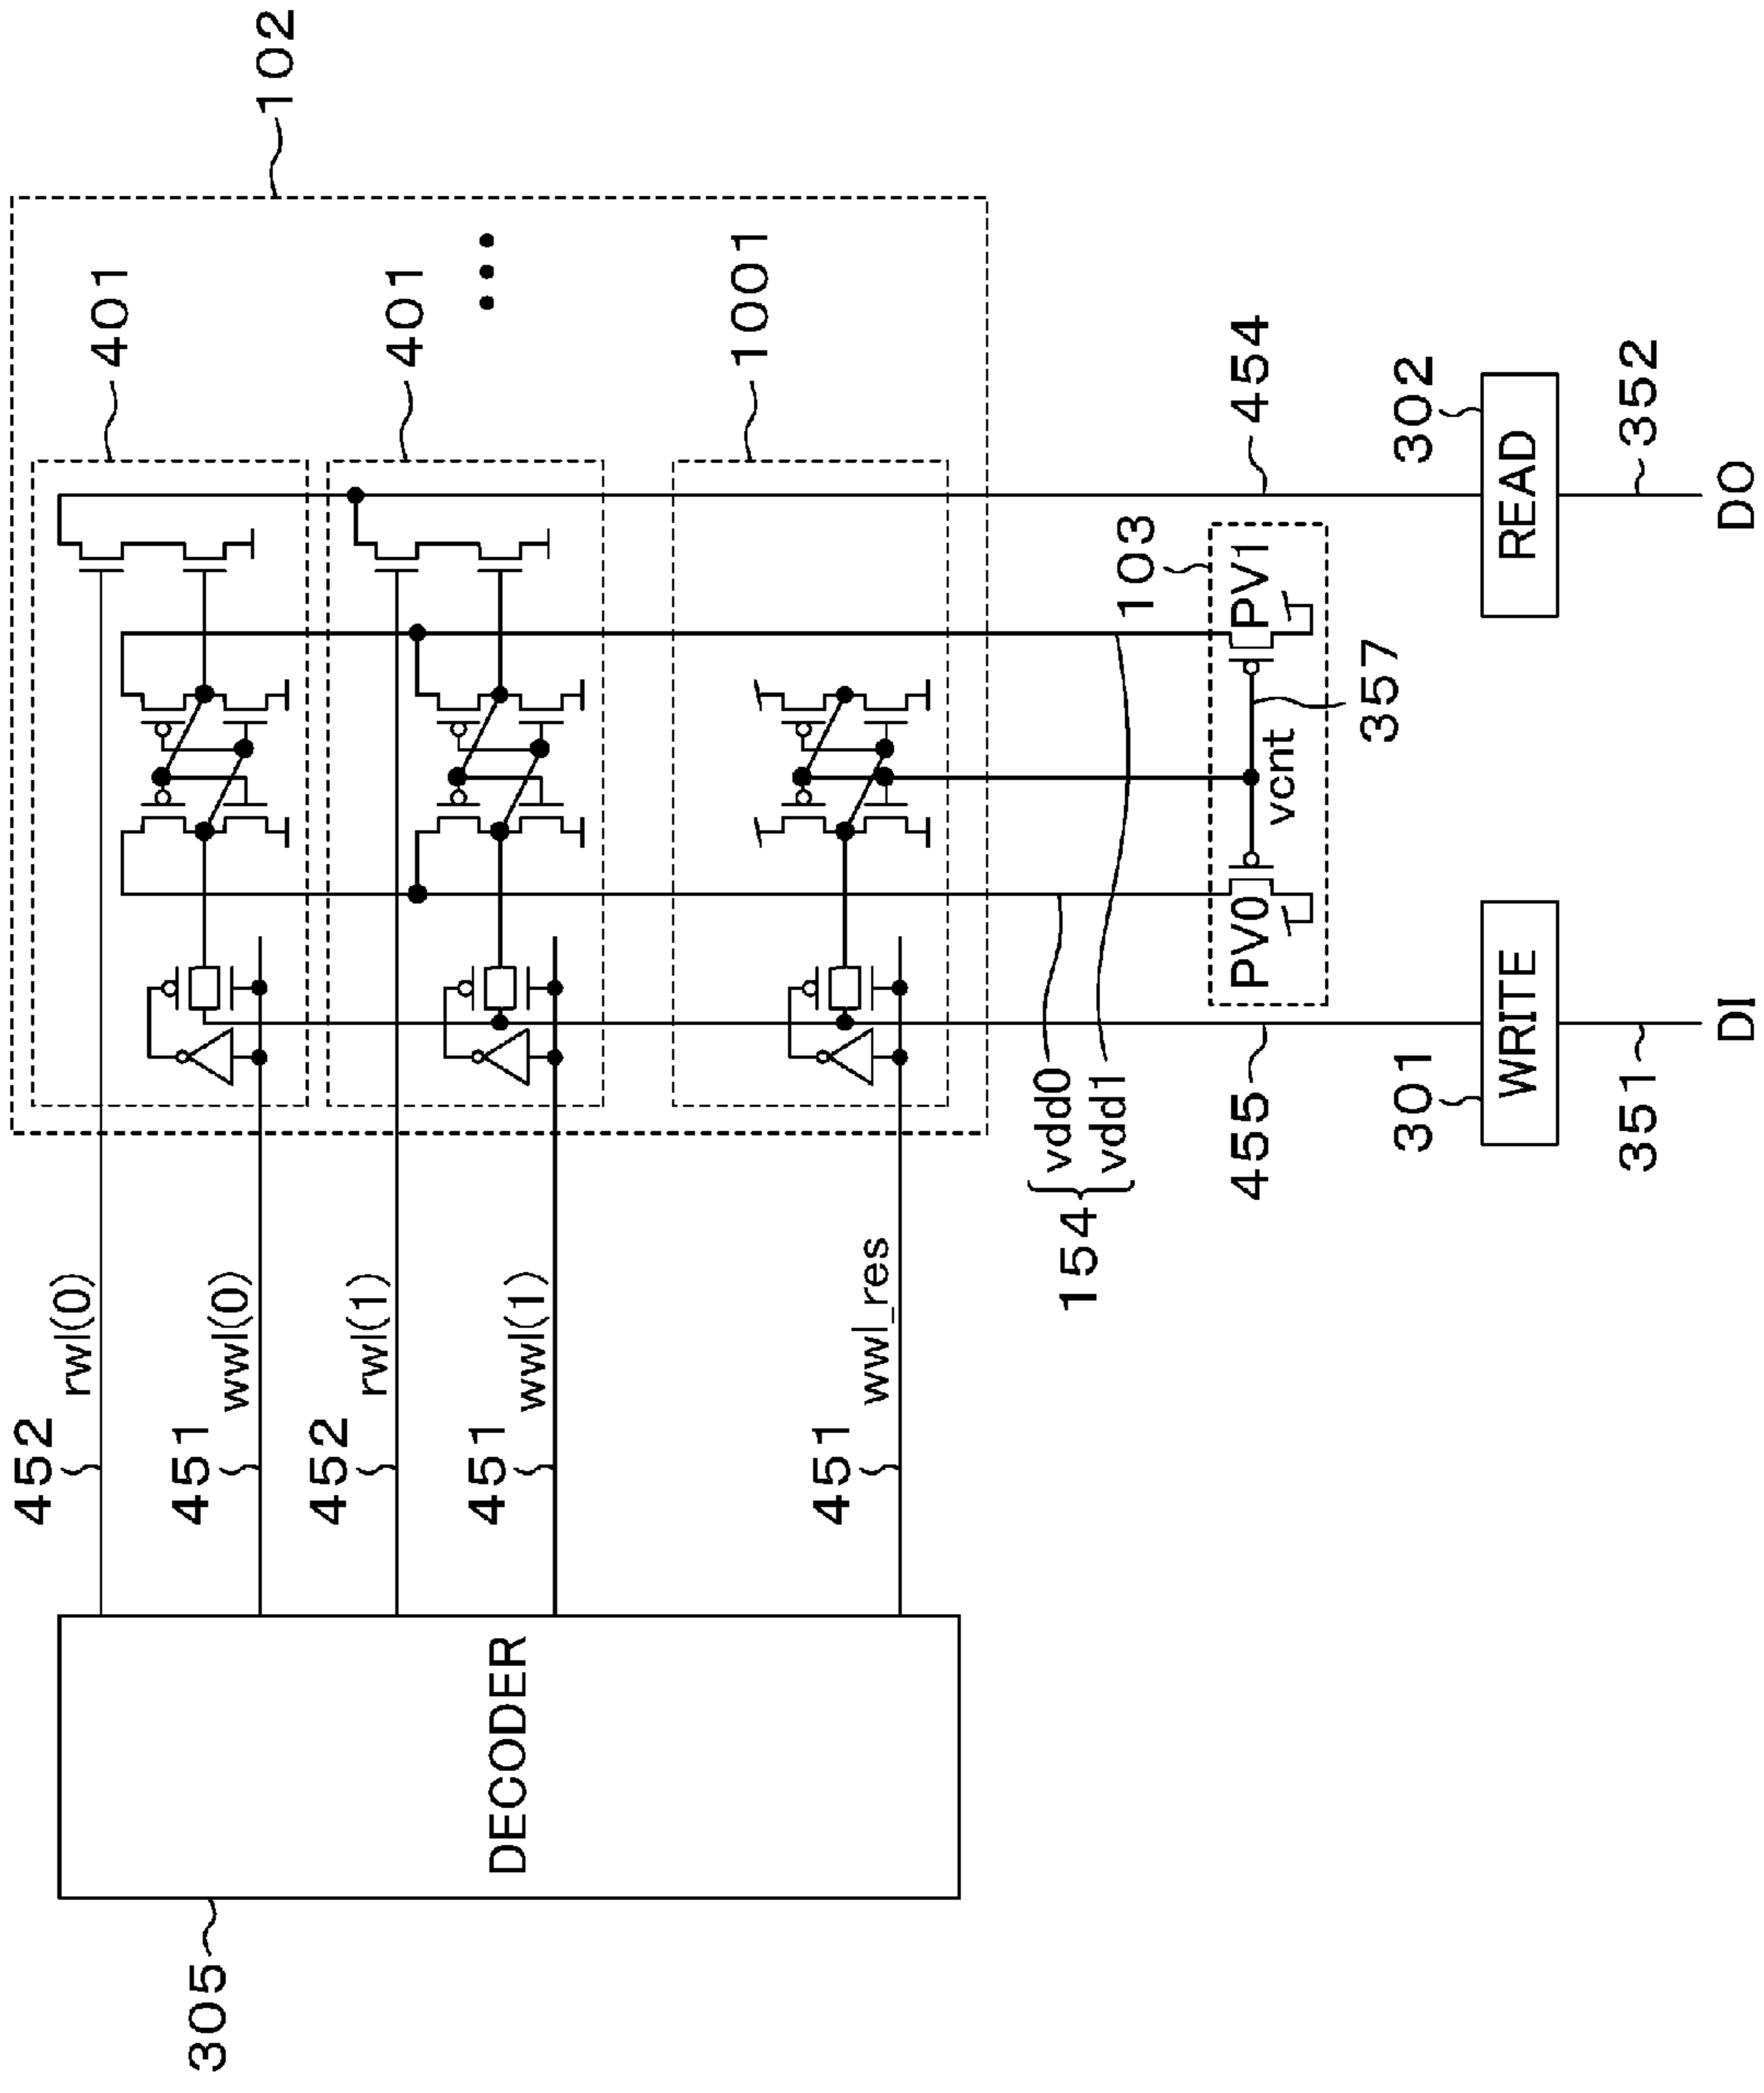 102
401
401
1001
305
DECODER
452
rwl(0)
451
wwl(0)
452
rwl(1)
451
wwl(1)
451
wwl_res
154
vdd0
vdd1
103
PV0
PV1
vcnt
357
455
454
301
WRITE
302
READ
351
352
DI
DO